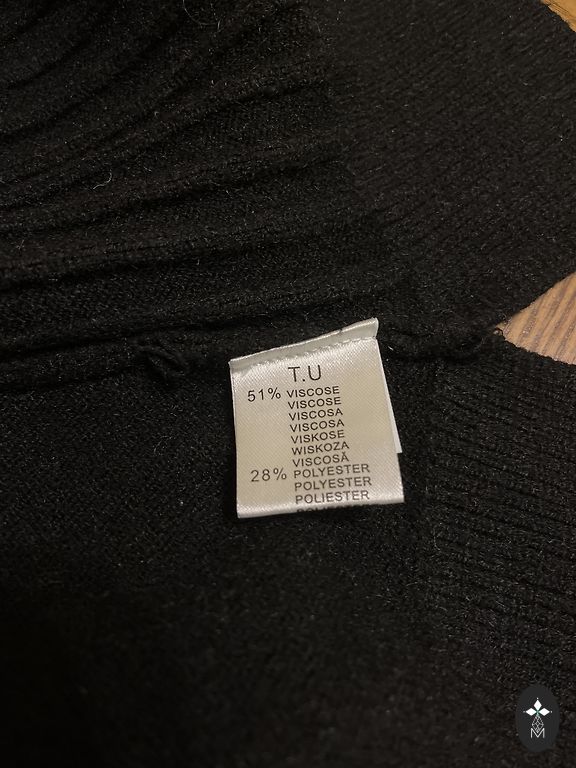 T.U
51% VISCOSE
VISCOSE
VISCOSA
VISCOSA
VISKOSE
WISKOZA
VISCOSĂ
28% POLYESTER
POLYESTER
POLIESTER
M